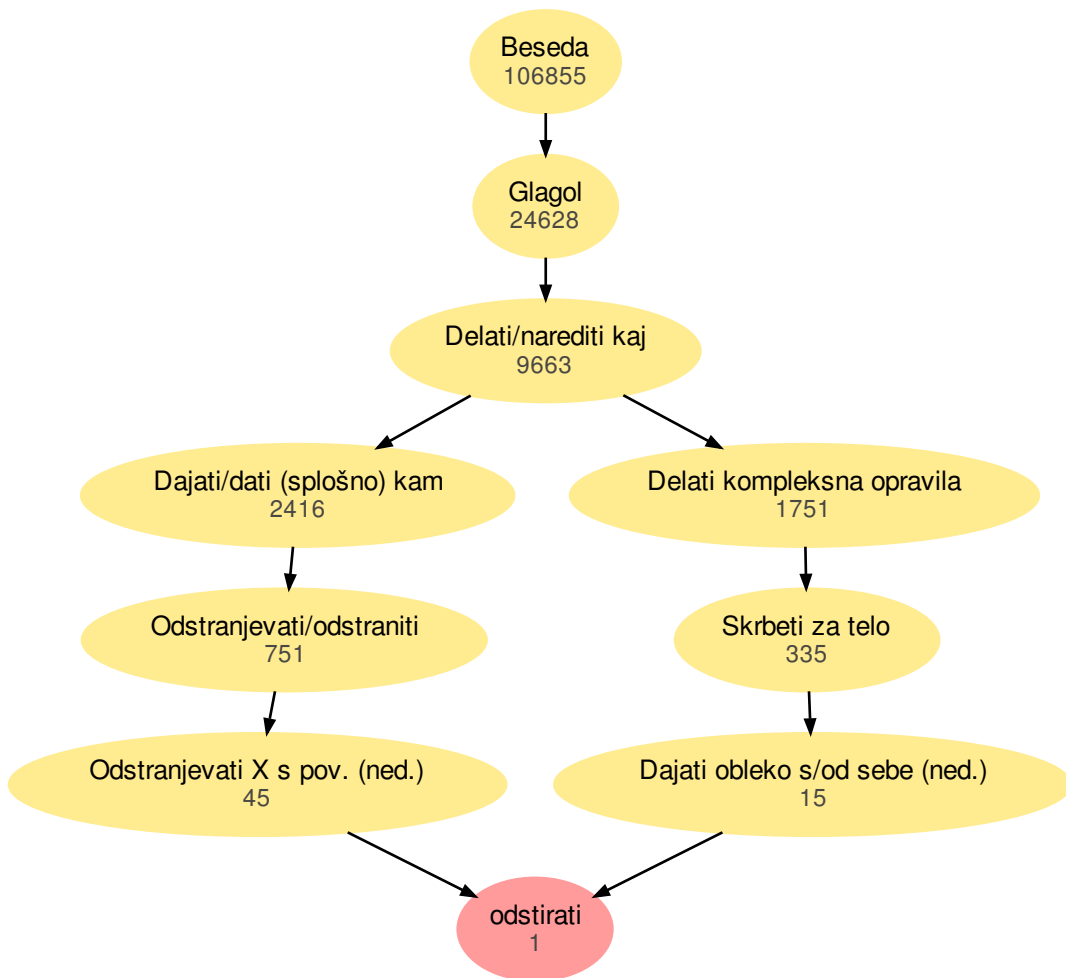 Beseda
106855
Glagol
24628
Delati/narediti kaj
9663
Dajati/dati (splošno) kam
2416
Delati kompleksna opravila
1751
Odstranjevati/odstraniti
751
Skrbeti za telo
335
Odstranjevati X s pov. (ned.)
45
Dajati obleko s/od sebe (ned.)
15
odstirati
1